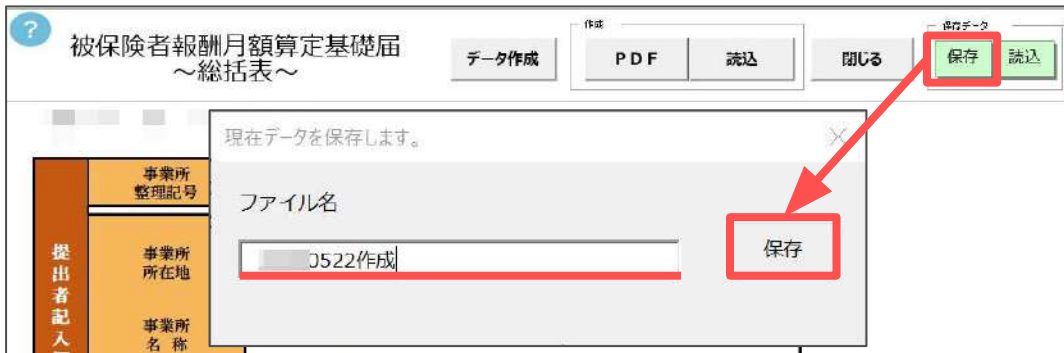 ?
被保険者報酬月額算定基礎届
～総括表～
データ作成
作成
PDF
読込
閉じる
保存データ
保存
読込
現在データを保存します。
ファイル名
0522作成
保存
事業所
整理記号
事業所
所在地
事業所
名 称
提出者記入